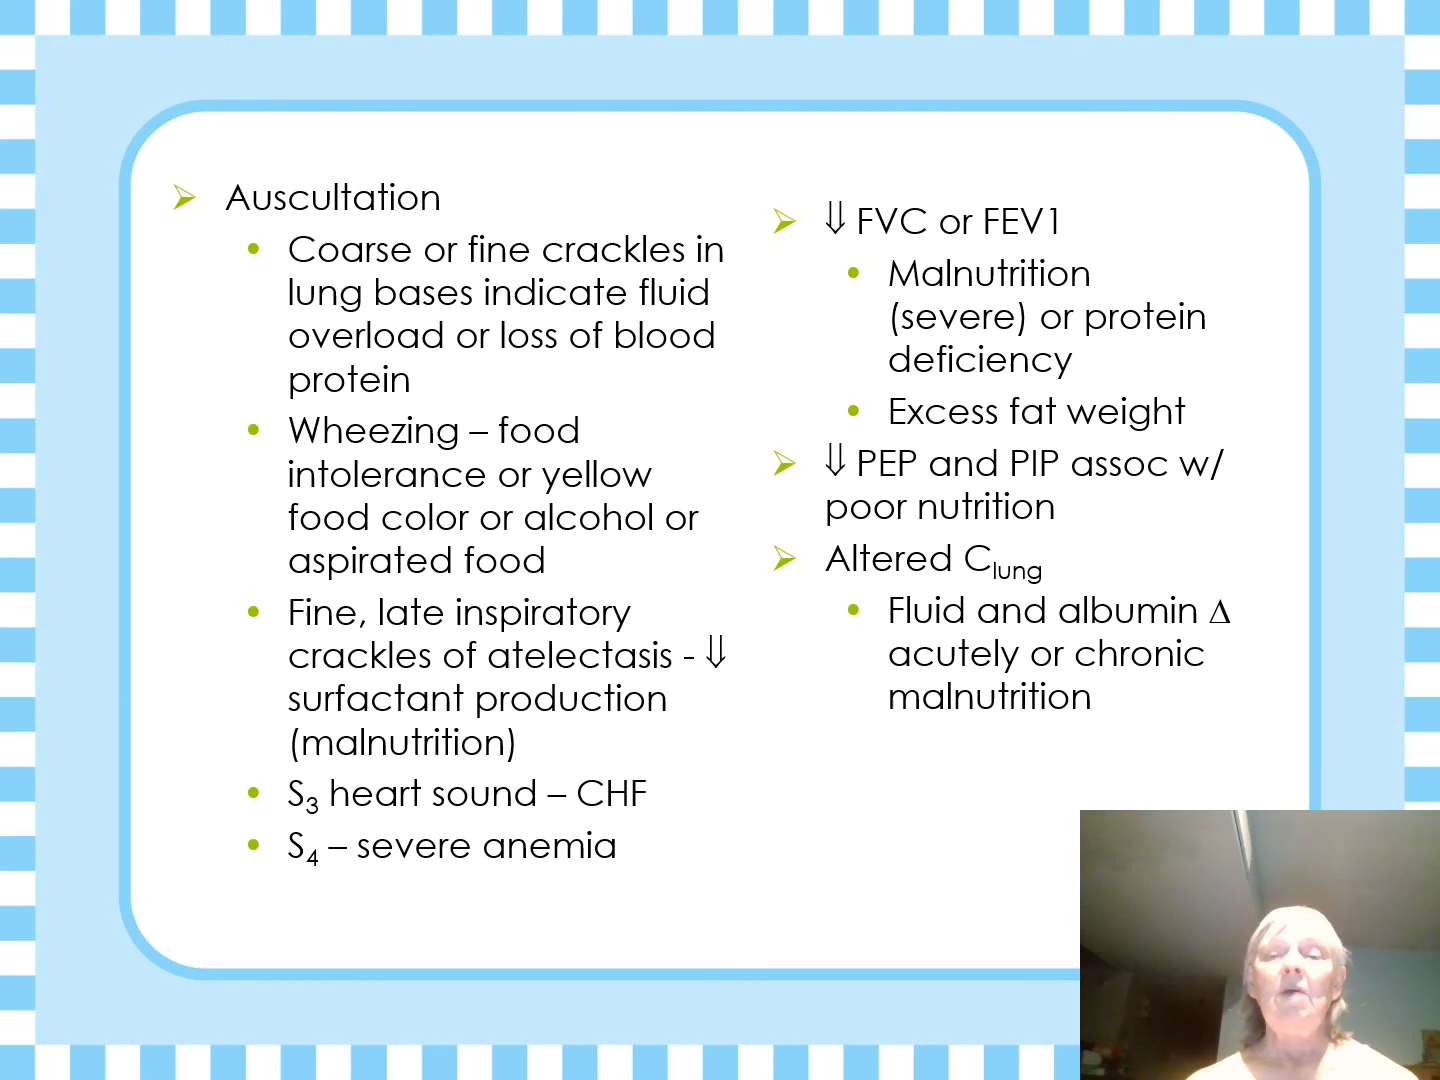 Auscultation
Coarse or fine crackles in
lung bases indicate fluid
overload or loss of blood
protein
Wheezing – food
intolerance or yellow
food color or alcohol or
aspirated food
Fine, late inspiratory
crackles of atelectasis - ⇓
surfactant production
(malnutrition)
S₃ heart sound – CHF
S₄ – severe anemia
⇓ FVC or FEV1
Malnutrition
(severe) or protein
deficiency
Excess fat weight
⇓ PEP and PIP assoc w/
poor nutrition
Altered Clung
Fluid and albumin Δ
acutely or chronic
malnutrition